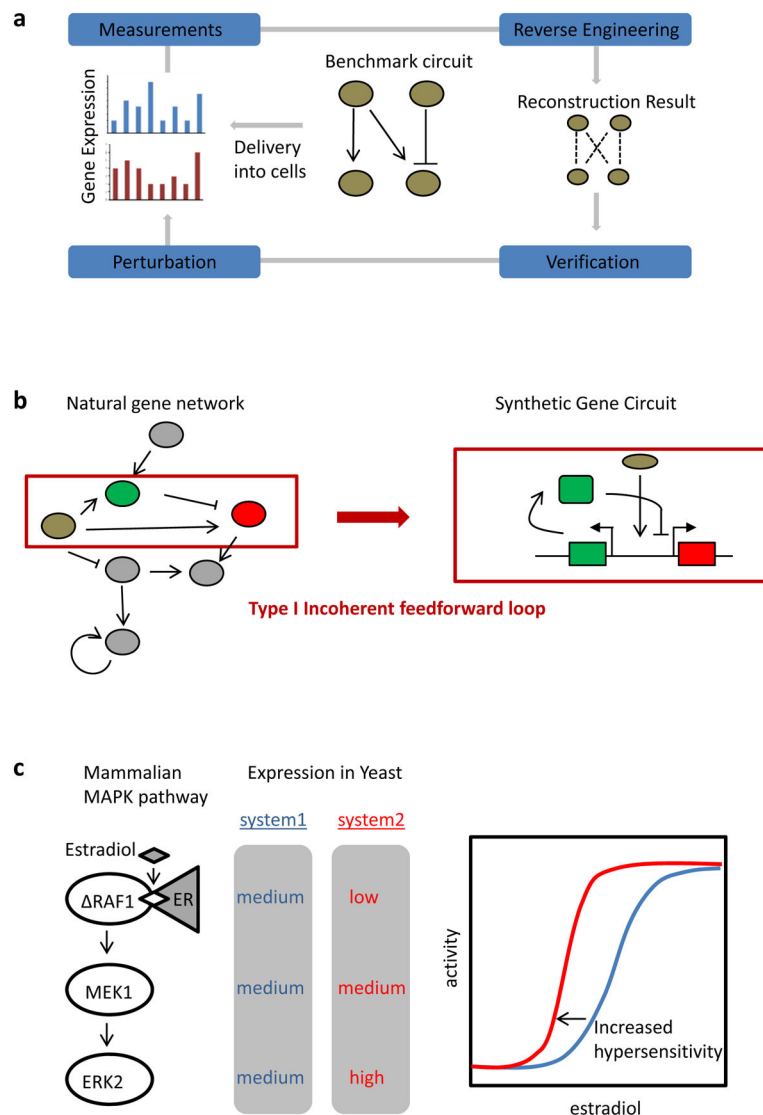 a
Measurements
Reverse Engineering
Benchmark circuit
Gene Expression
Delivery
into cells
Reconstruction Result
Perturbation
Verification
b
Natural gene network
Synthetic Gene Circuit
Type I Incoherent feedforward loop
c
Mammalian
MAPK pathway
Expression in Yeast
system1
system2
Estradiol
ΔRAF1
ER
medium
low
MEK1
medium
medium
ERK2
medium
high
activity
Increased
hypersensitivity
estradiol